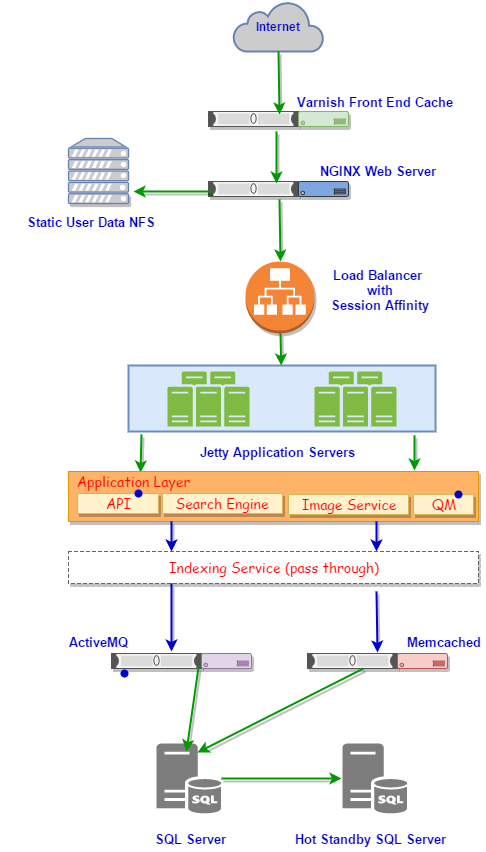 Internet
Varnish Front End Cache
NGINX Web Server
Static User Data NFS
Load Balancer
with
Session Affinity
Jetty Application Servers
Application Layer
API
Search Engine
Image Service
QM
Indexing Service (pass through)
ActiveMQ
Memcached
SQL
SQL
SQL Server
Hot Standby SQL Server